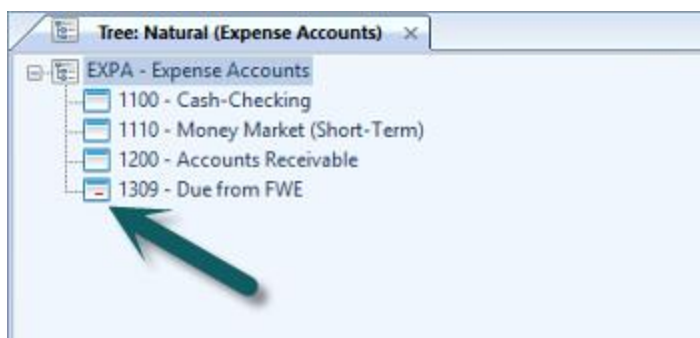 Tree: Natural (Expense Accounts)
EXPA - Expense Accounts
1100 - Cash-Checking
1110 - Money Market (Short-Term)
1200 - Accounts Receivable
1309 - Due from FWE